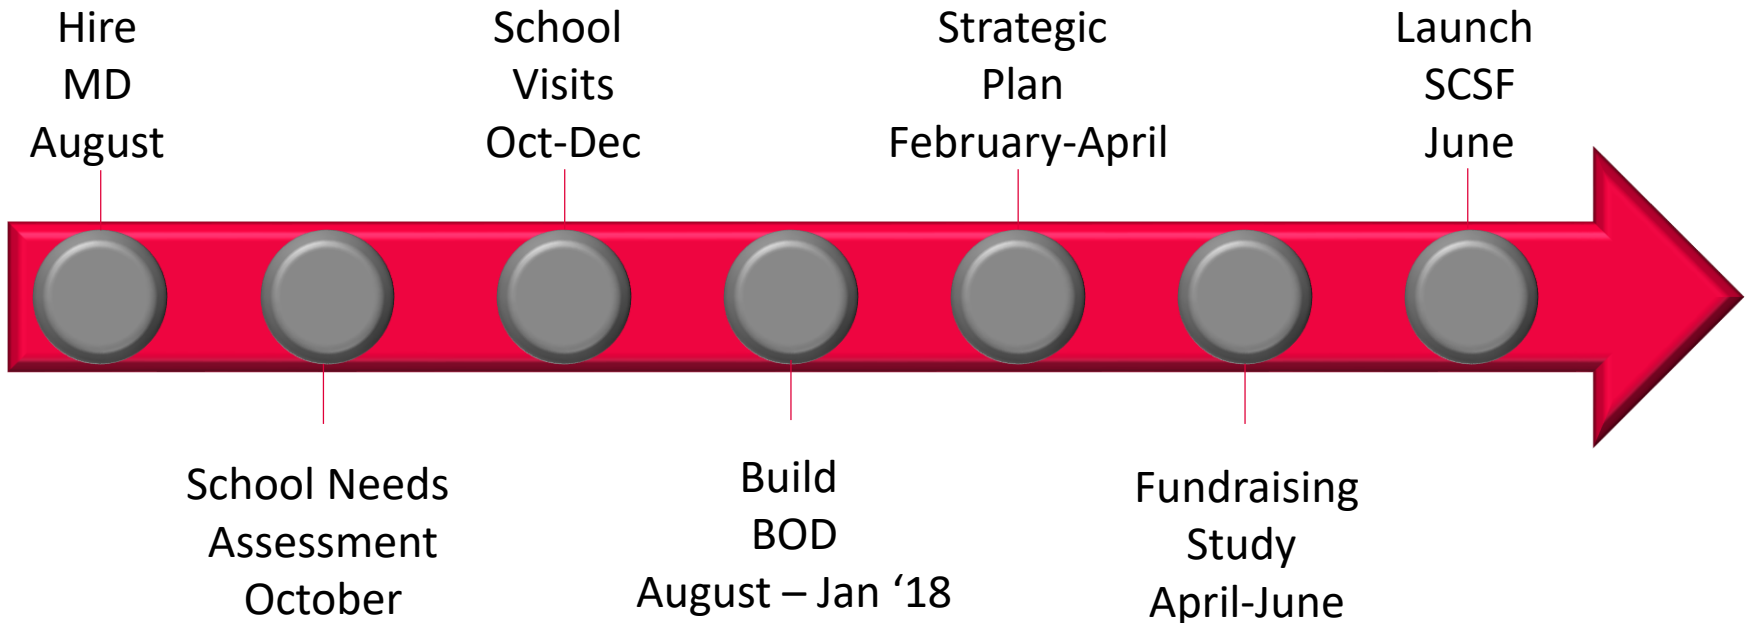 Hire
MD
August
School
Visits
Oct-Dec
Strategic
Plan
February-April
Launch
SCSF
June
School Needs
Assessment
October
Build
BOD
August – Jan ‘18
Fundraising
Study
April-June